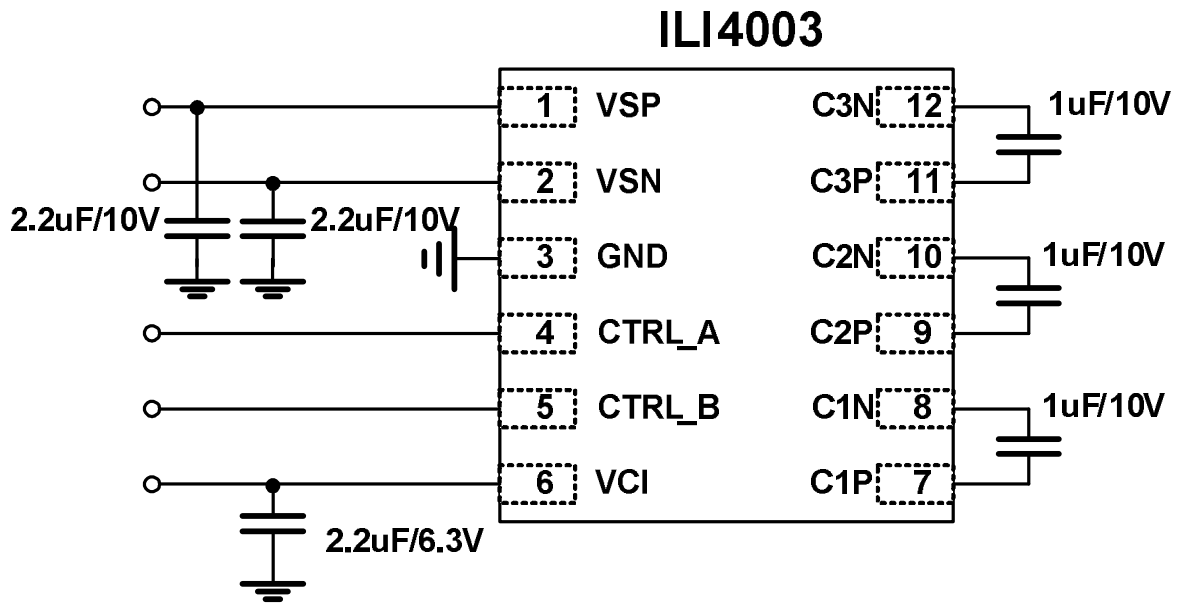 ILI4003
1 VSP C3N 12 1uF/10V
2 VSN C3P 11
2.2uF/10V 2.2uF/10V
3 GND C2N 10 1uF/10V
4 CTRL_A C2P 9
5 CTRL_B C1N 8 1uF/10V
6 VCI C1P 7
2.2uF/6.3V